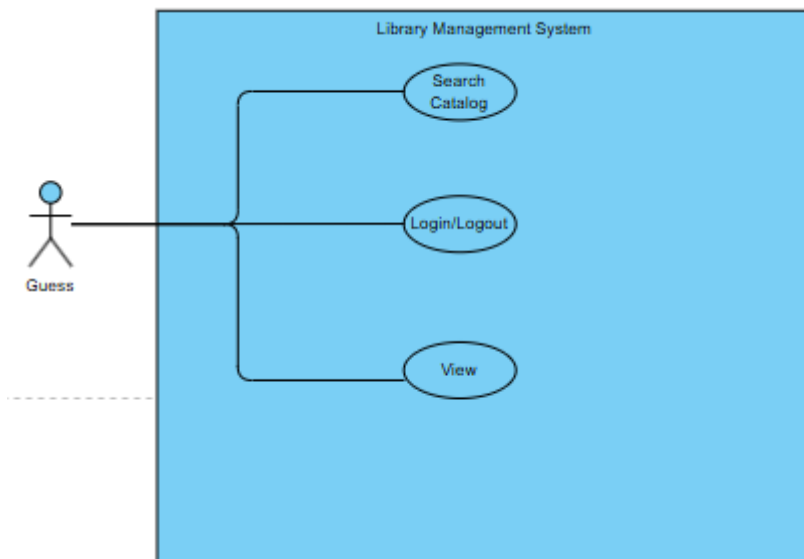 Library Management System
Search
Catalog
Login/Logout
Guess
View